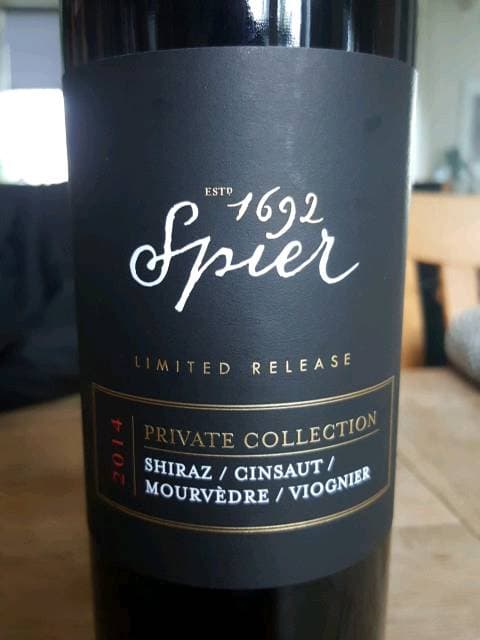 ESTD 1692
Spier
LIMITED RELEASE
2014
PRIVATE COLLECTION
SHIRAZ / CINSAUT /
MOURVÈDRE / VIOGNIER